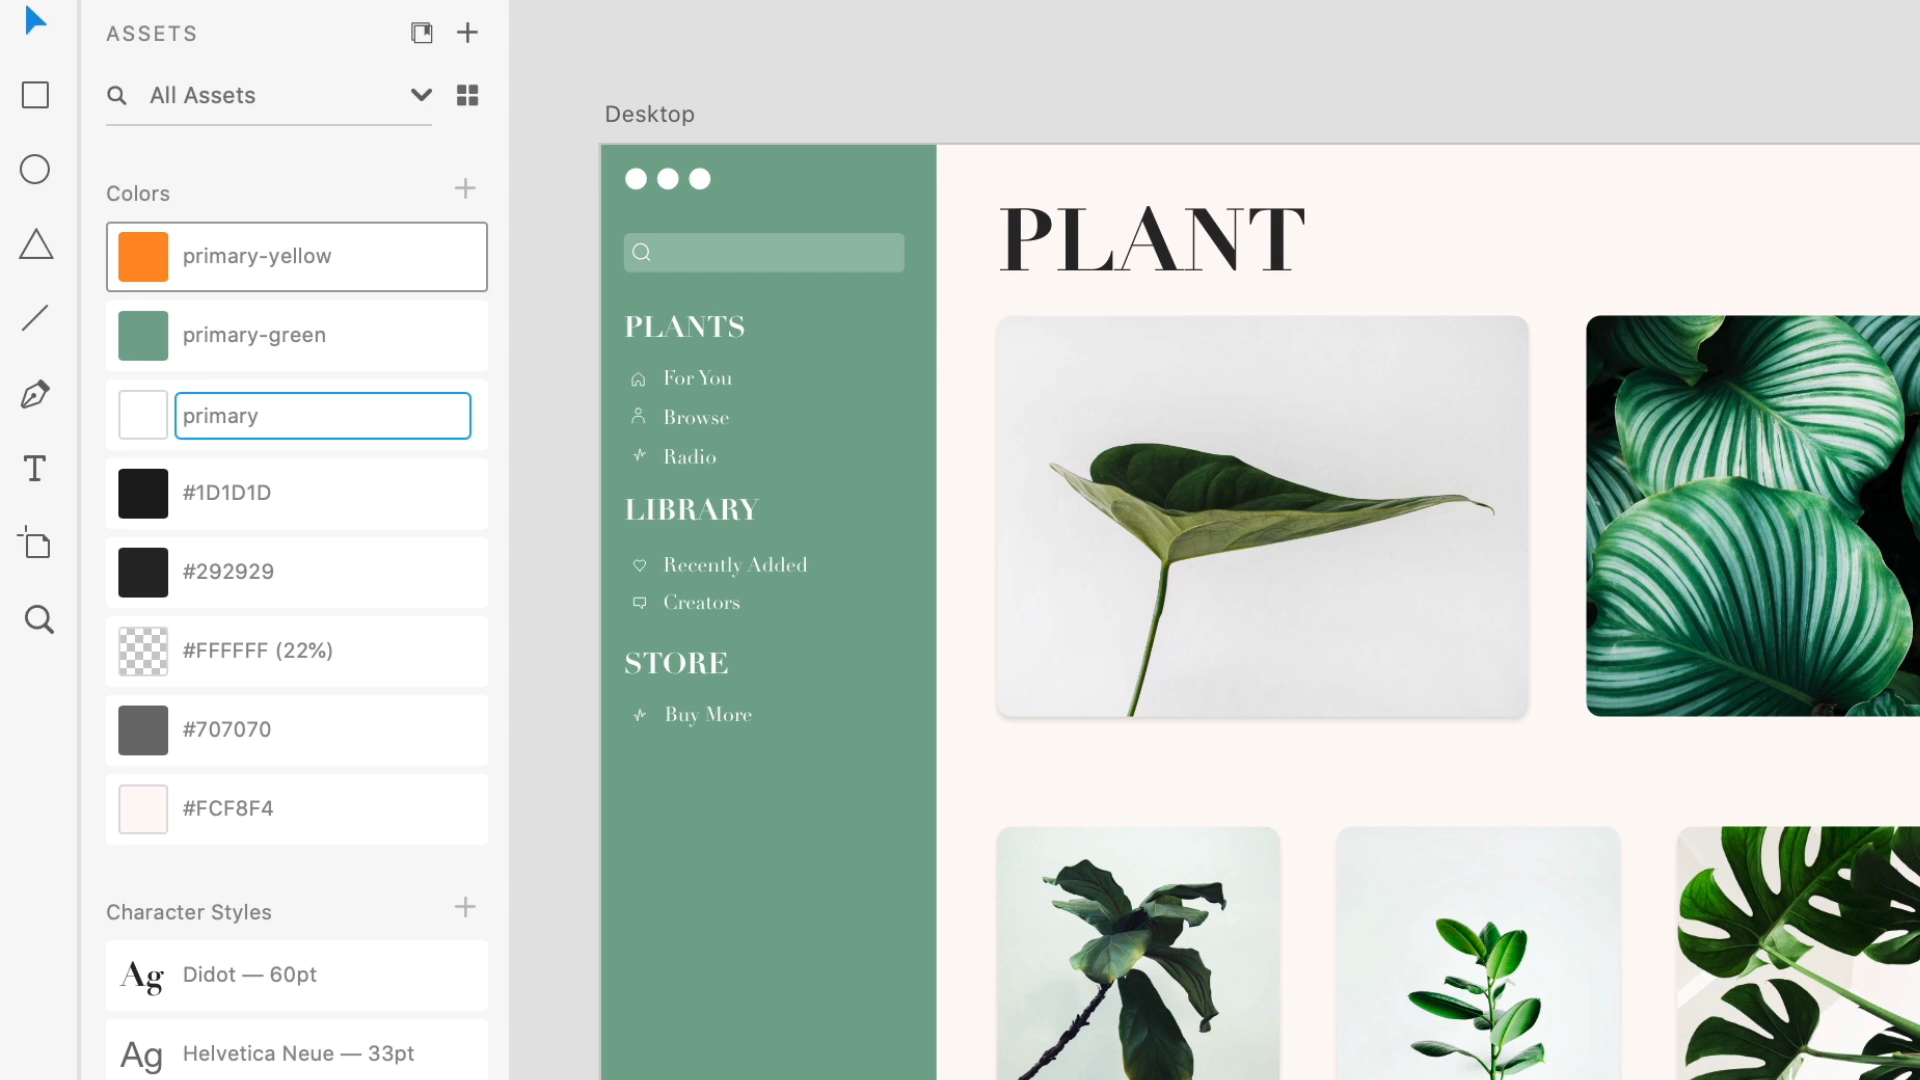 ASSETS
All Assets
Colors
primary-yellow
primary-green
primary
#1D1D1D
#292929
#FFFFFF (22%)
#707070
#FCF8F4
Character Styles
Ag Didot — 60pt
Ag Helvetica Neue — 33pt
Desktop
PLANTS
For You
Browse
Radio
LIBRARY
Recently Added
Creators
STORE
Buy More
PLANT